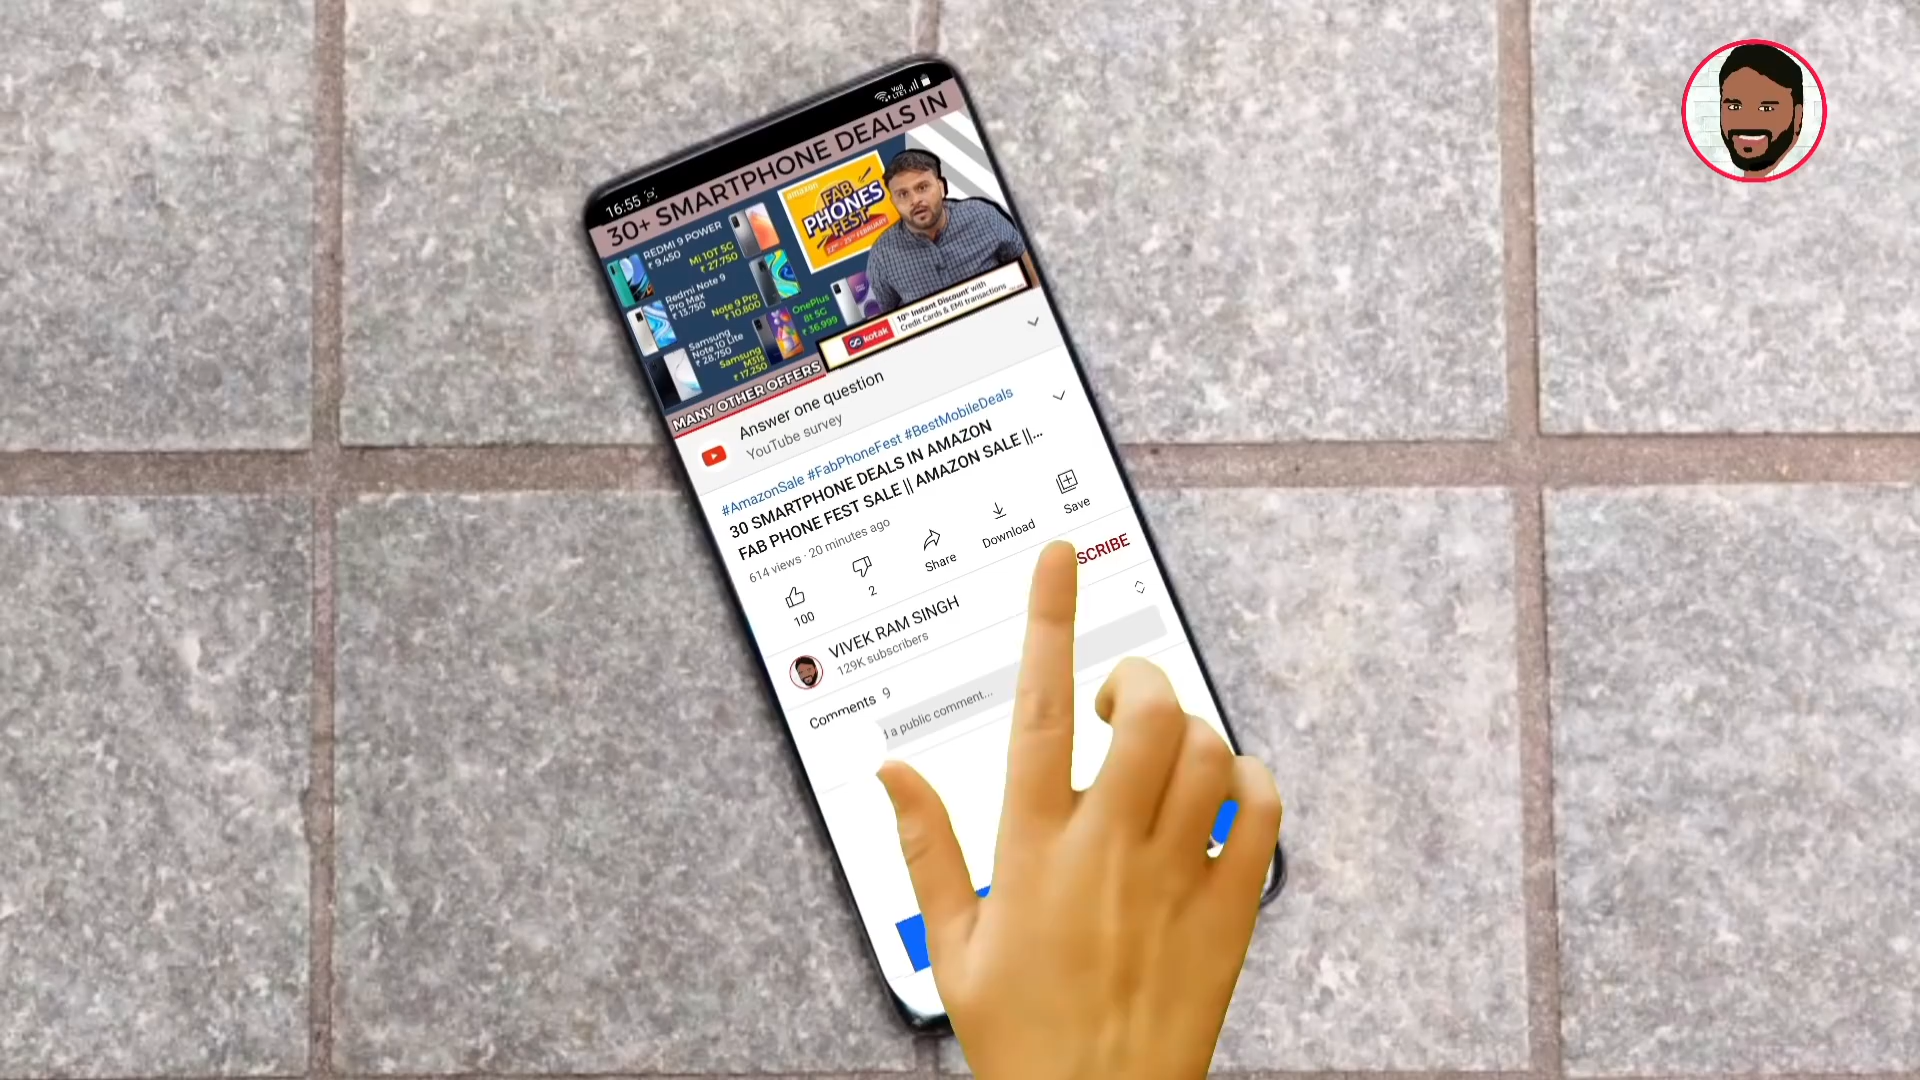 16:55
30+ SMARTPHONE DEALS IN
REDMI 9 POWER
₹ 9,450
Mi 10T 5G
₹ 27,750
Redmi Note 9
Pro Max
₹ 13,750
Note 9 Pro
₹ 10,800
Samsung
Note 10 Lite
₹ 28,750
Samsung
M31s
₹ 17,250
OnePlus
8t 5G
₹ 36,999
amazon
FAB
PHONES
FEST
22nd - 25th FEBRUARY
kotak
10% Instant Discount* with
Credit Cards & EMI transactions
MANY OTHER OFFERS
Answer one question
YouTube survey
#AmazonSale #FabPhoneFest #BestMobileDeals
30 SMARTPHONE DEALS IN AMAZON
FAB PHONE FEST SALE || AMAZON SALE ||...
614 views · 20 minutes ago
100
2
Share
Download
Save
VIVEK RAM SINGH
129K subscribers
SCRIBE
Comments 9
a public comment...